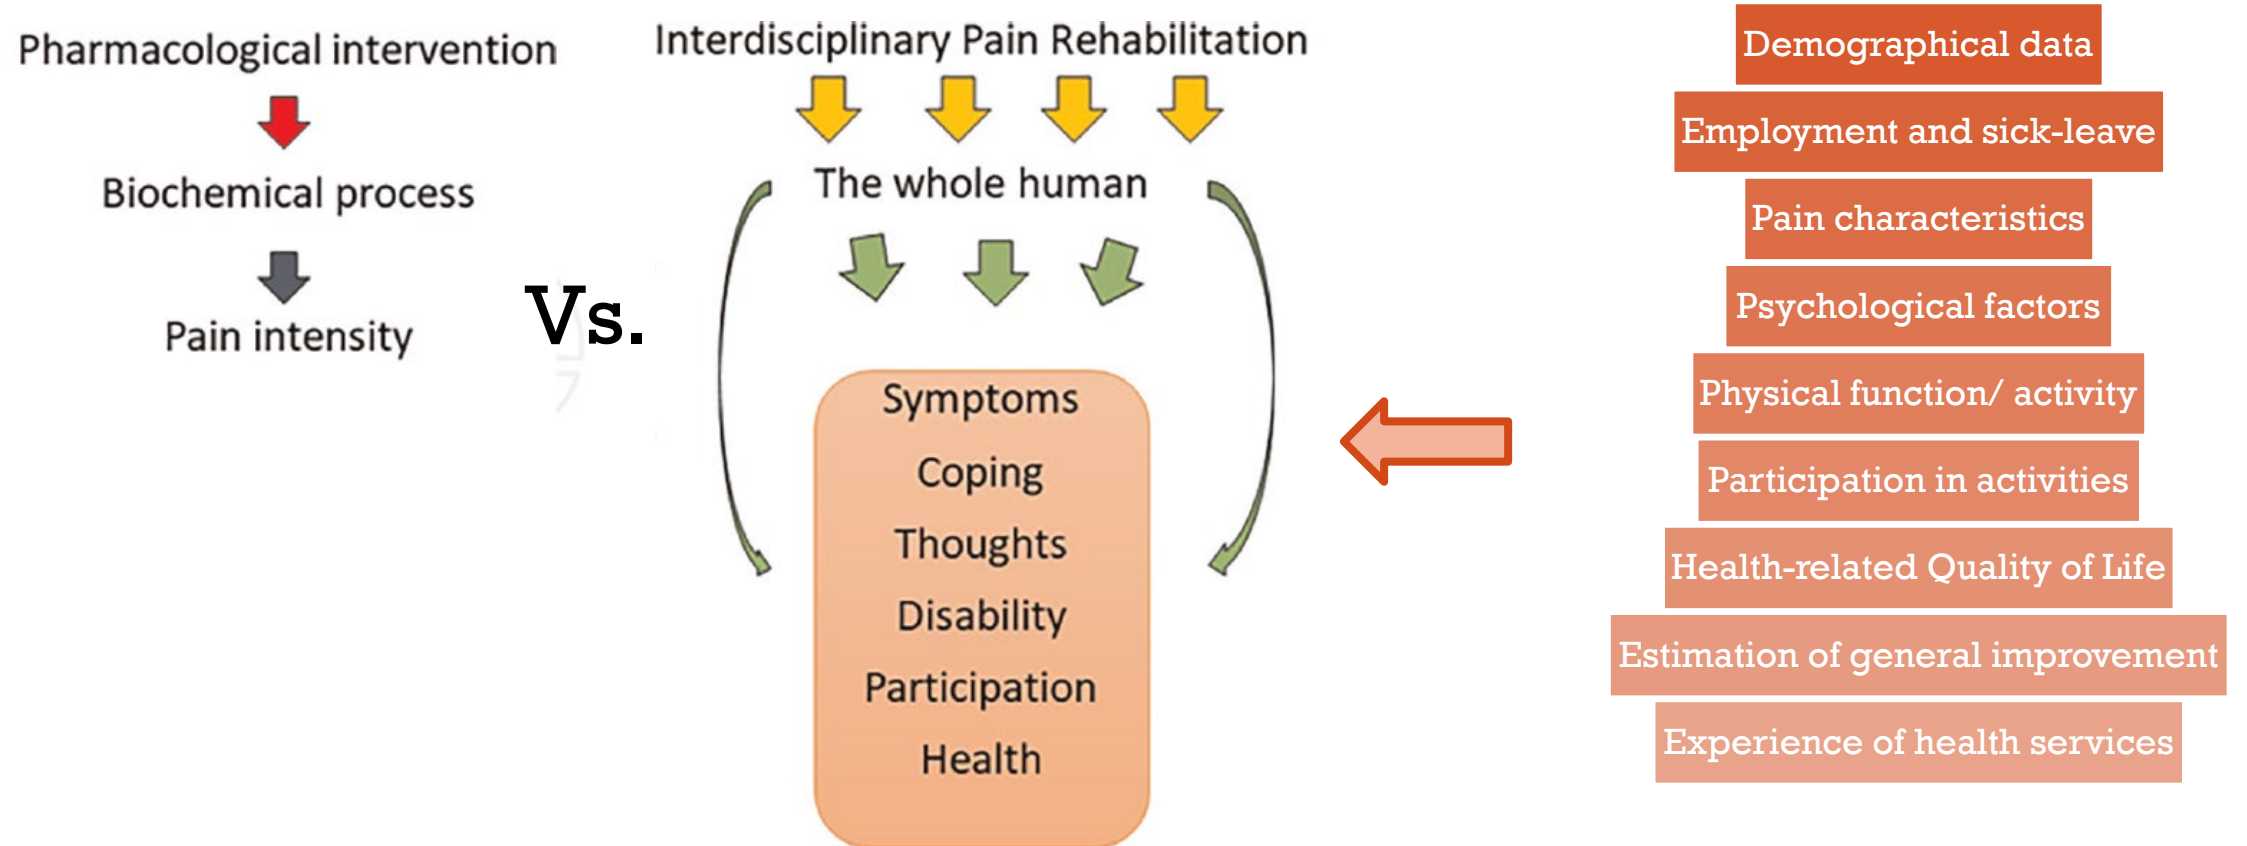 Pharmacological intervention
Biochemical process
Pain intensity
Vs.
Interdisciplinary Pain Rehabilitation
The whole human
Symptoms
Coping
Thoughts
Disability
Participation
Health
Demographical data
Employment and sick-leave
Pain characteristics
Psychological factors
Physical function/ activity
Participation in activities
Health-related Quality of Life
Estimation of general improvement
Experience of health services